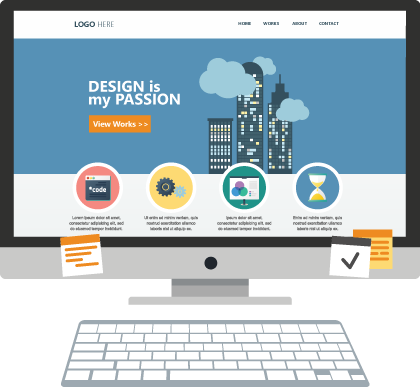 LOGO HERE
HOME WORKS ABOUT CONTACT
DESIGN is
my PASSION
View Works >>
*code
Lorem ipsum dolor sit amet,
consectetur adipisicing elit, sed
do eiusmod tempor incididunt.
Ut enim ad minim veniam, quis
nostrud exercitation ullamco
laboris nisi ut aliquip ex.
Lorem ipsum dolor sit amet,
consectetur adipisicing elit, sed
do eiusmod tempor incididunt.
Enim ad minim veniam, quis
nostrud exercitation ullamco
laboris nisi ut aliquip ex.